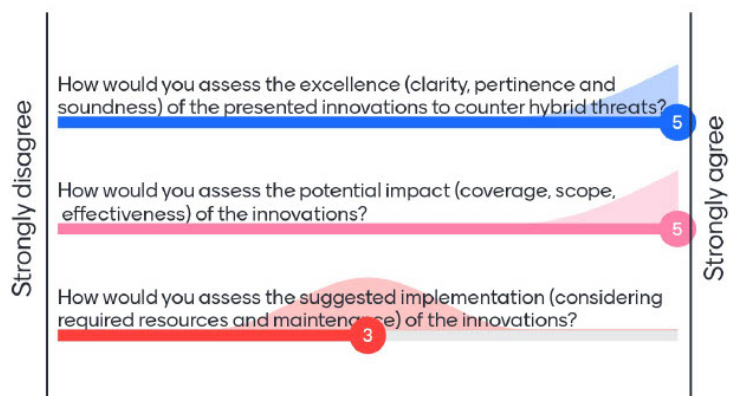 Strongly disagree
How would you assess the excellence (clarity, pertinence and
soundness) of the presented innovations to counter hybrid threats?
5
How would you assess the potential impact (coverage, scope,
effectiveness) of the innovations?
5
How would you assess the suggested implementation (considering
required resources and maintenance) of the innovations?
3
Strongly agree